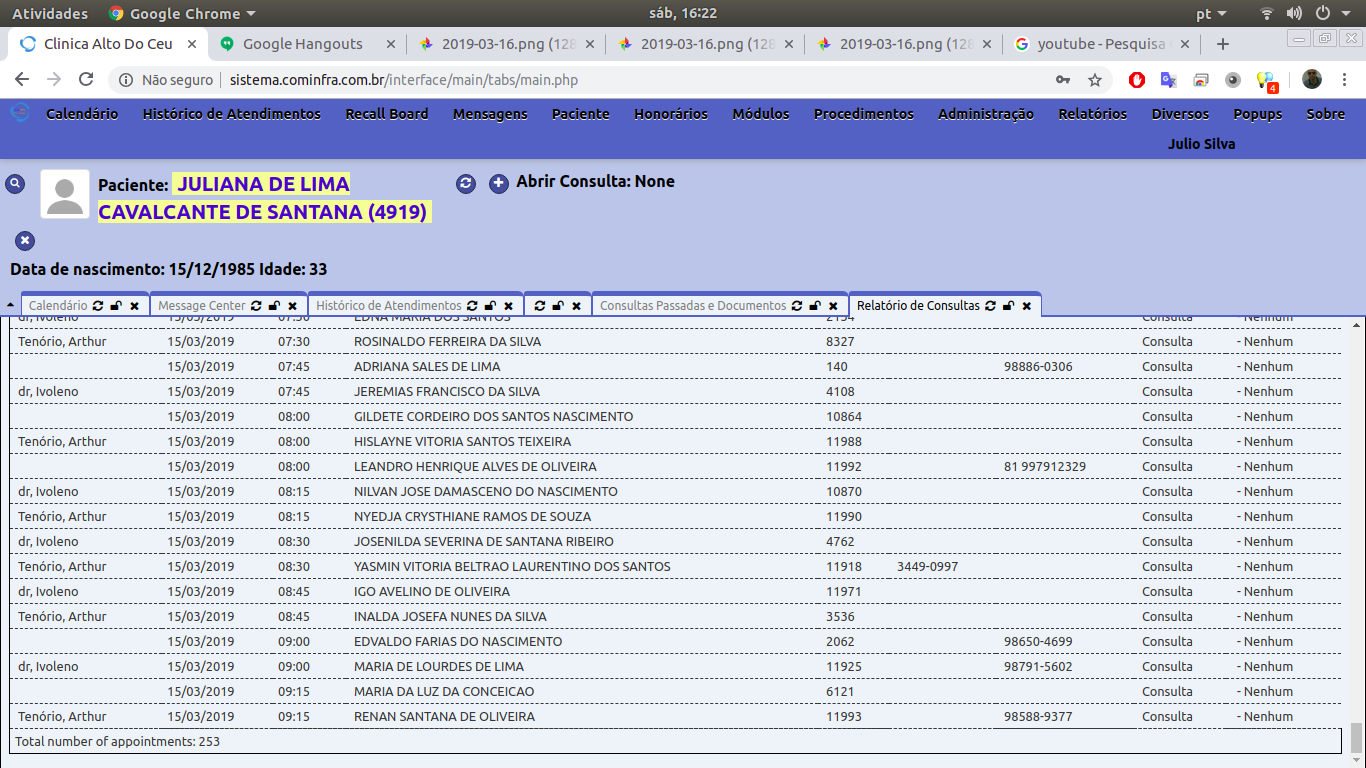 Atividades Google Chrome sáb, 16:22 pt
Clinica Alto Do Ceu Google Hangouts 2019-03-16.png (128 2019-03-16.png (128 2019-03-16.png (128 youtube - Pesquisa
Não seguro sistema.cominfra.com.br/interface/main/tabs/main.php 4
Calendário Histórico de Atendimentos Recall Board Mensagens Paciente Honorários Módulos Procedimentos Administração Relatórios Diversos Popups Sobre
Julio Silva
Paciente: JULIANA DE LIMA Abrir Consulta: None
CAVALCANTE DE SANTANA (4919)
Data de nascimento: 15/12/1985 Idade: 33
Calendário Message Center Histórico de Atendimentos Consultas Passadas e Documentos Relatório de Consultas
dr, Ivoleno 15/03/2019 07:30 EDNA MARIA DOS SANTOS 2154 Consulta - Nenhum
Tenório, Arthur 15/03/2019 07:30 ROSINALDO FERREIRA DA SILVA 8327 Consulta - Nenhum
15/03/2019 07:45 ADRIANA SALES DE LIMA 140 98886-0306 Consulta - Nenhum
dr, Ivoleno 15/03/2019 07:45 JEREMIAS FRANCISCO DA SILVA 4108 Consulta - Nenhum
15/03/2019 08:00 GILDETE CORDEIRO DOS SANTOS NASCIMENTO 10864 Consulta - Nenhum
Tenório, Arthur 15/03/2019 08:00 HISLAYNE VITORIA SANTOS TEIXEIRA 11988 Consulta - Nenhum
15/03/2019 08:00 LEANDRO HENRIQUE ALVES DE OLIVEIRA 11992 81 997912329 Consulta - Nenhum
dr, Ivoleno 15/03/2019 08:15 NILVAN JOSE DAMASCENO DO NASCIMENTO 10870 Consulta - Nenhum
Tenório, Arthur 15/03/2019 08:15 NYEDJA CRYSTHIANE RAMOS DE SOUZA 11990 Consulta - Nenhum
dr, Ivoleno 15/03/2019 08:30 JOSENILDA SEVERINA DE SANTANA RIBEIRO 4762 Consulta - Nenhum
Tenório, Arthur 15/03/2019 08:30 YASMIN VITORIA BELTRAO LAURENTINO DOS SANTOS 11918 3449-0997 Consulta - Nenhum
dr, Ivoleno 15/03/2019 08:45 IGO AVELINO DE OLIVEIRA 11971 Consulta - Nenhum
Tenório, Arthur 15/03/2019 08:45 INALDA JOSEFA NUNES DA SILVA 3536 Consulta - Nenhum
15/03/2019 09:00 EDVALDO FARIAS DO NASCIMENTO 2062 98650-4699 Consulta - Nenhum
dr, Ivoleno 15/03/2019 09:00 MARIA DE LOURDES DE LIMA 11925 98791-5602 Consulta - Nenhum
15/03/2019 09:15 MARIA DA LUZ DA CONCEICAO 6121 Consulta - Nenhum
Tenório, Arthur 15/03/2019 09:15 RENAN SANTANA DE OLIVEIRA 11993 98588-9377 Consulta - Nenhum
Total number of appointments: 253